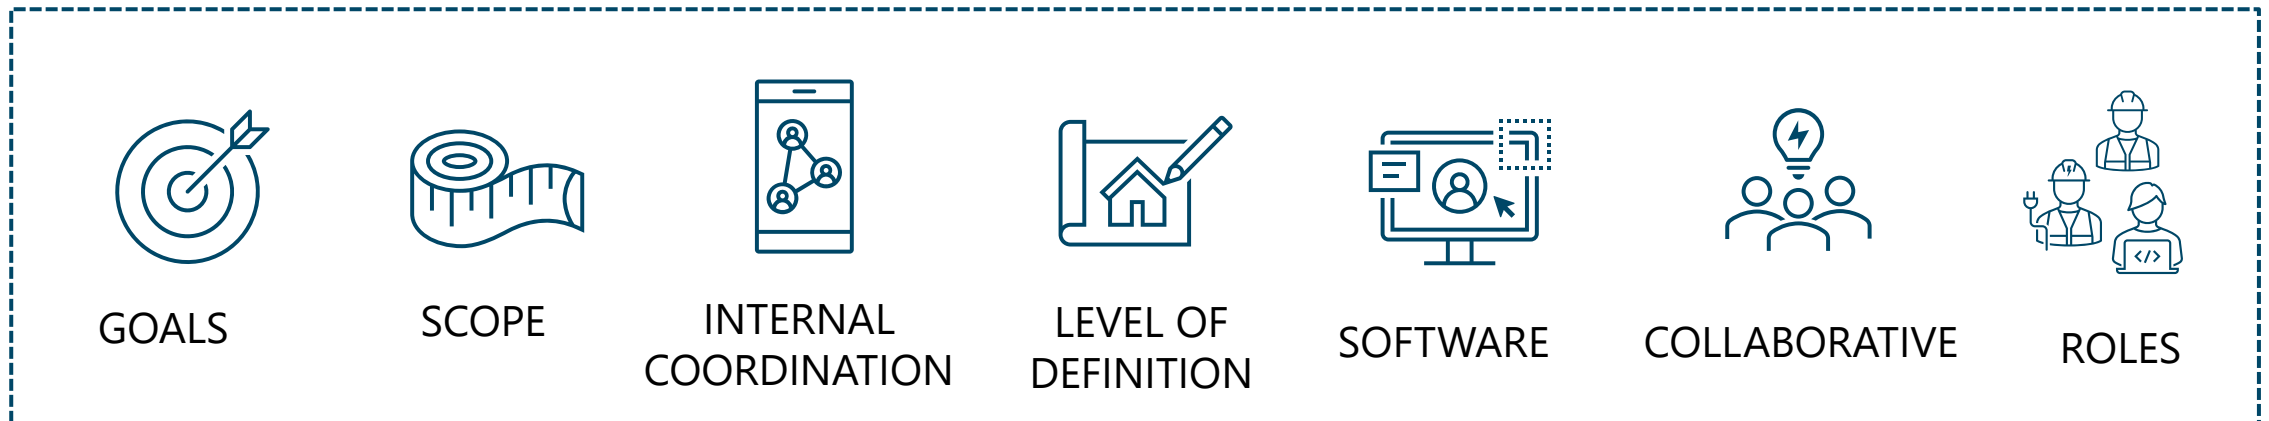 GOALS
SCOPE
INTERNAL
COORDINATION
LEVEL OF
DEFINITION
SOFTWARE
COLLABORATIVE
ROLES